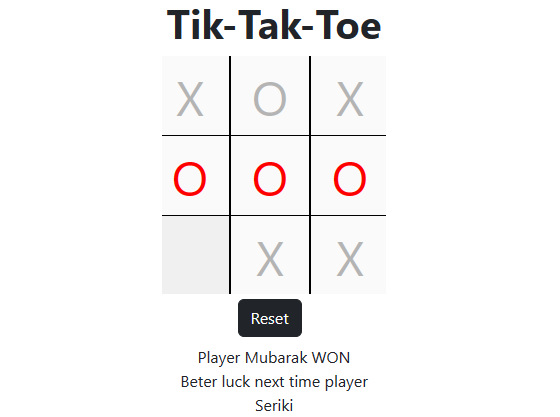 Tik-Tak-Toe
X O X
O O O
X X
Reset
Player Mubarak WON
Beter luck next time player
Seriki